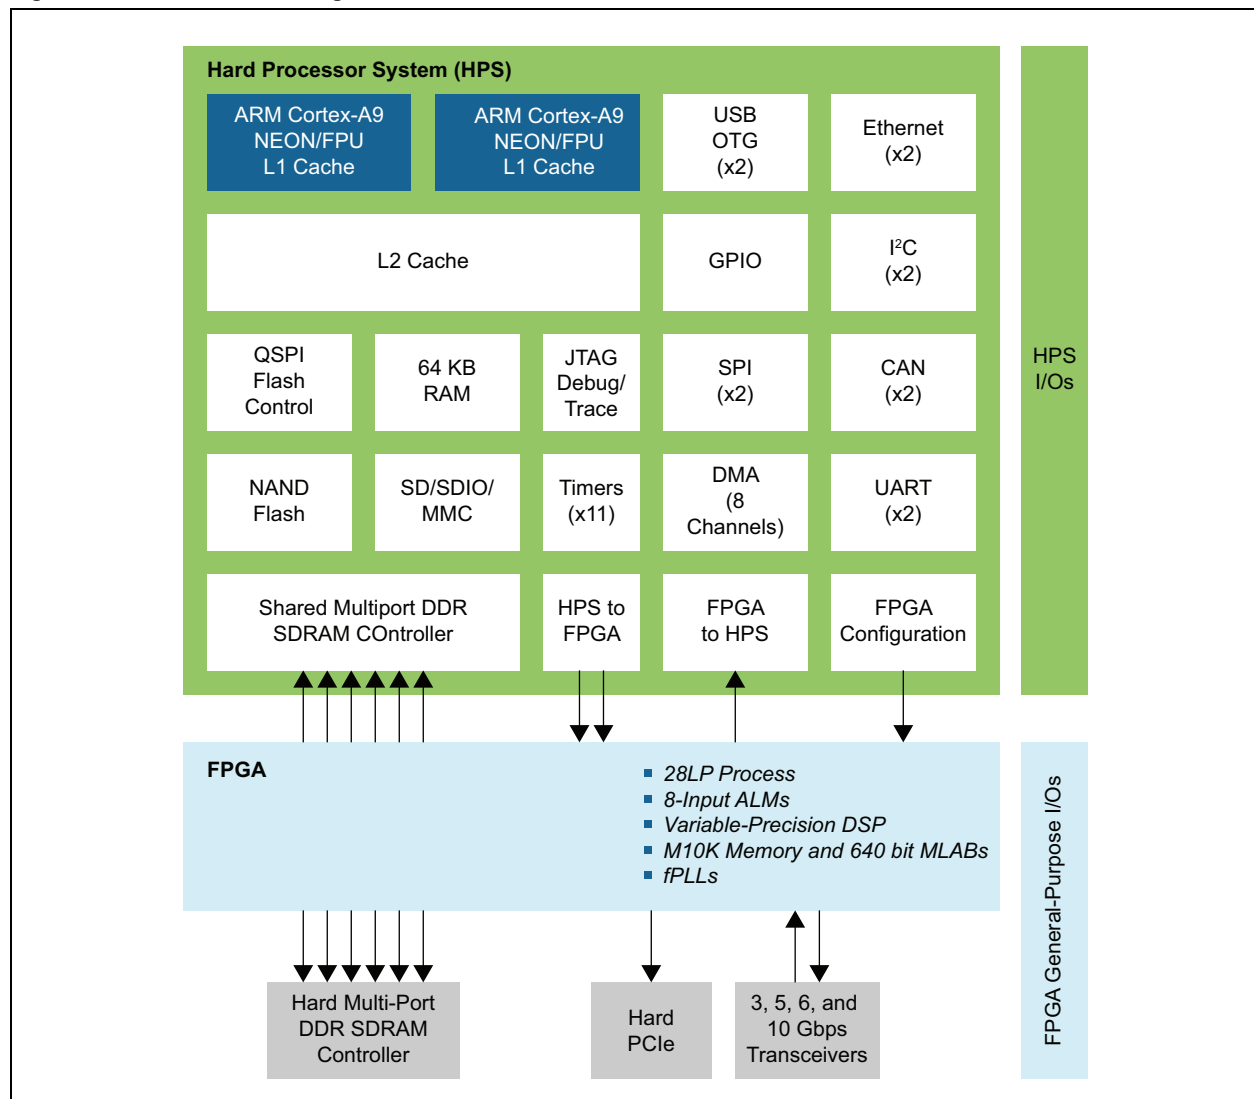 Hard Processor System (HPS)
ARM Cortex-A9
NEON/FPU
L1 Cache
ARM Cortex-A9
NEON/FPU
L1 Cache
USB
OTG
(x2)
Ethernet
(x2)
L2 Cache
GPIO
I²C
(x2)
QSPI
Flash
Control
64 KB
RAM
JTAG
Debug/
Trace
SPI
(x2)
CAN
(x2)
HPS
I/Os
NAND
Flash
SD/SDIO/
MMC
Timers
(x11)
DMA
(8
Channels)
UART
(x2)
Shared Multiport DDR
SDRAM COntroller
HPS to
FPGA
FPGA
to HPS
FPGA
Configuration
FPGA
28LP Process
8-Input ALMs
Variable-Precision DSP
M10K Memory and 640 bit MLABs
fPLLs
FPGA General-Purpose I/Os
Hard Multi-Port
DDR SDRAM
Controller
Hard
PCIe
3, 5, 6, and
10 Gbps
Transceivers